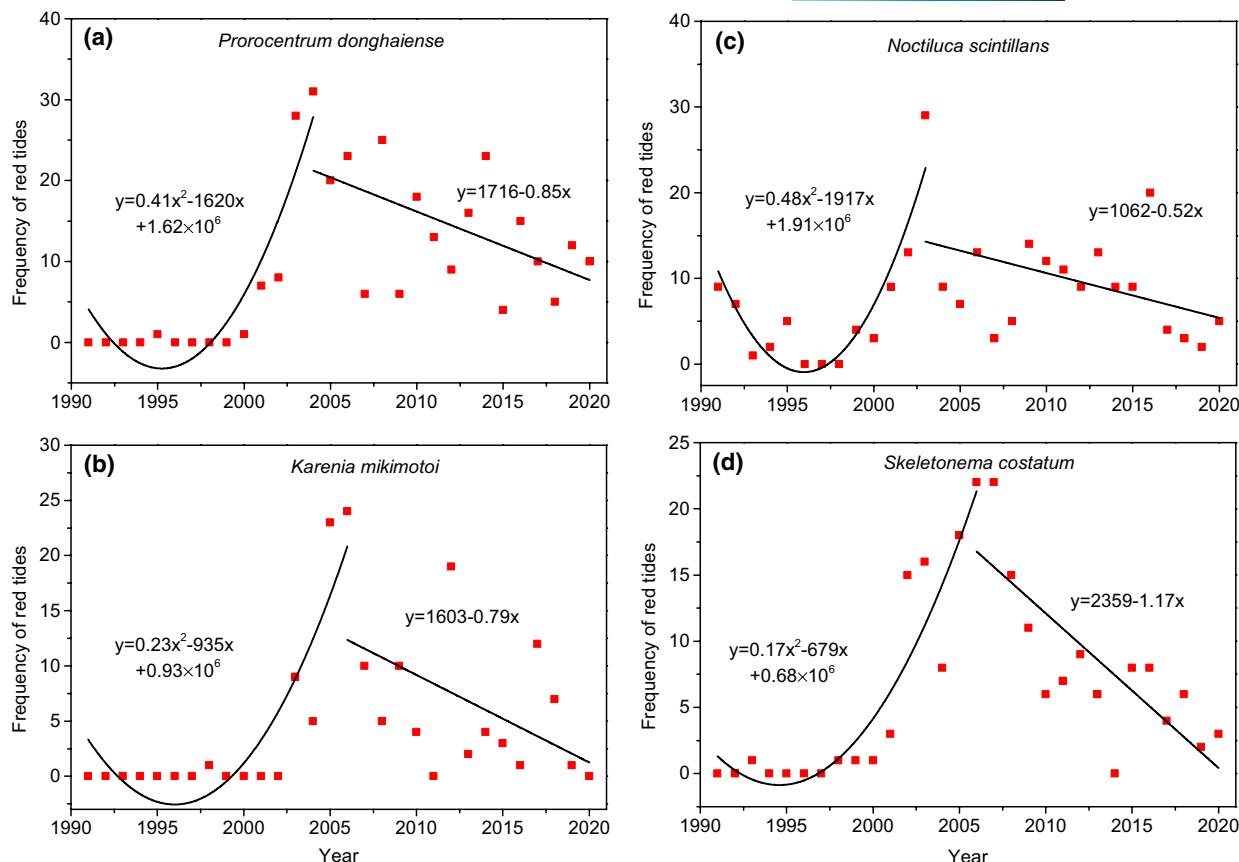 (a)
Prorocentrum donghaiense
Frequency of red tides
40
30
20
10
0
y=0.41x²-1620x
+1.62×10⁶
y=1716-0.85x
1990 1995 2000 2005 2010 2015 2020
(c)
Noctiluca scintillans
Frequency of red tides
40
30
20
10
0
y=0.48x²-1917x
+1.91×10⁶
y=1062-0.52x
1990 1995 2000 2005 2010 2015 2020
(b)
Karenia mikimotoi
Frequency of red tides
30
25
20
15
10
5
0
y=0.23x²-935x
+0.93×10⁶
y=1603-0.79x
1990 1995 2000 2005 2010 2015 2020
Year
(d)
Skeletonema costatum
Frequency of red tides
25
20
15
10
5
0
y=0.17x²-679x
+0.68×10⁶
y=2359-1.17x
1990 1995 2000 2005 2010 2015 2020
Year